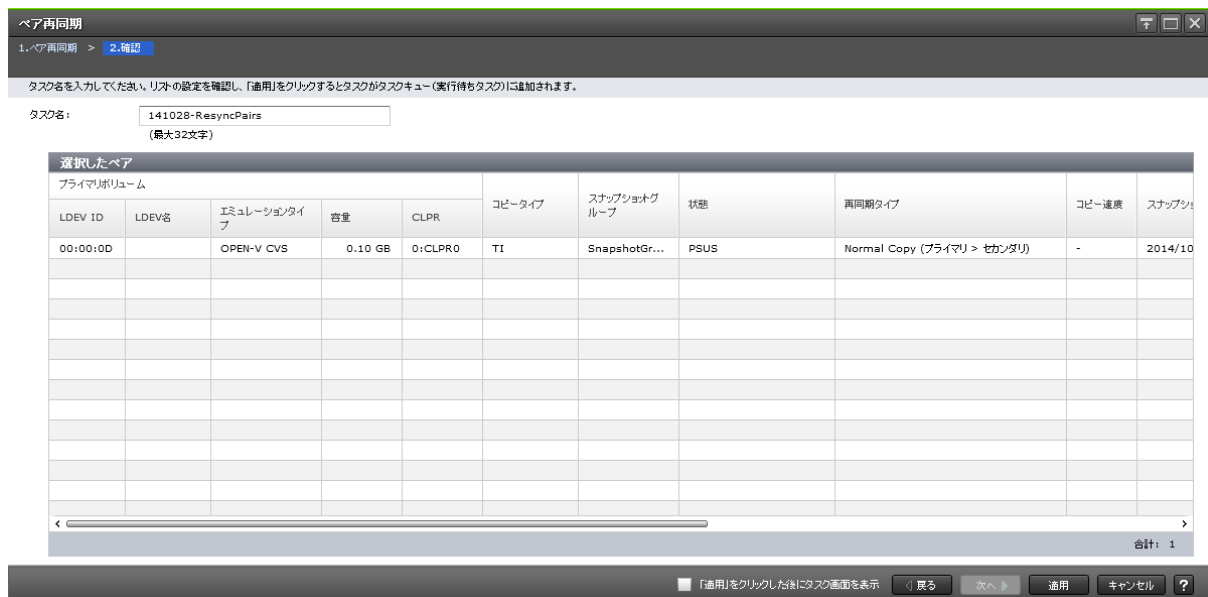 ペア再同期
1.ペア再同期 > 2.確認
タスク名を入力してください。リストの設定を確認し、「適用」をクリックするとタスクがタスクキュー(実行待ちタスク)に追加されます。
タスク名: 141028-ResyncPairs
(最大32文字)
選択したペア
プライマリボリューム
LDEV ID LDEV名 エミュレーションタイプ 容量 CLPR コピータイプ スナップショットグループ 状態 再同期タイプ コピー速度 スナップショ
00:00:0D OPEN-V CVS 0.10 GB 0:CLPR0 TI SnapshotGr... PSUS Normal Copy (プライマリ > セカンダリ) - 2014/10
合計: 1
「適用」をクリックした後にタスク画面を表示 戻る 次へ 適用 キャンセル ?